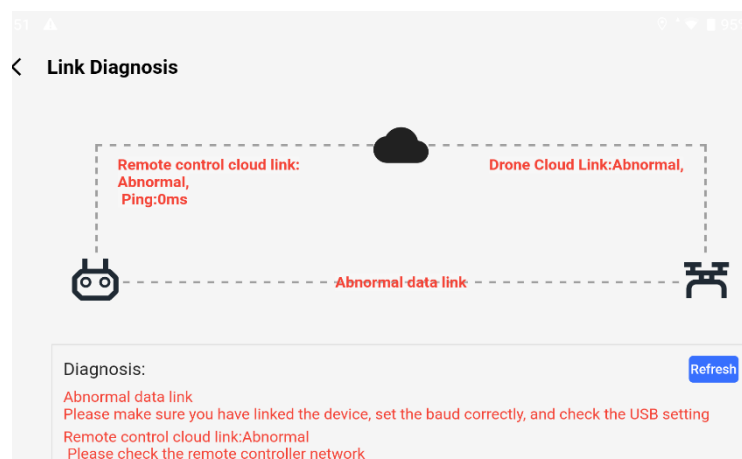 51
95
Link Diagnosis
Remote control cloud link:
Abnormal,
Ping:0ms
Drone Cloud Link:Abnormal,
Abnormal data link
Diagnosis:
Refresh
Abnormal data link
Please make sure you have linked the device, set the baud correctly, and check the USB setting
Remote control cloud link:Abnormal
Please check the remote controller network